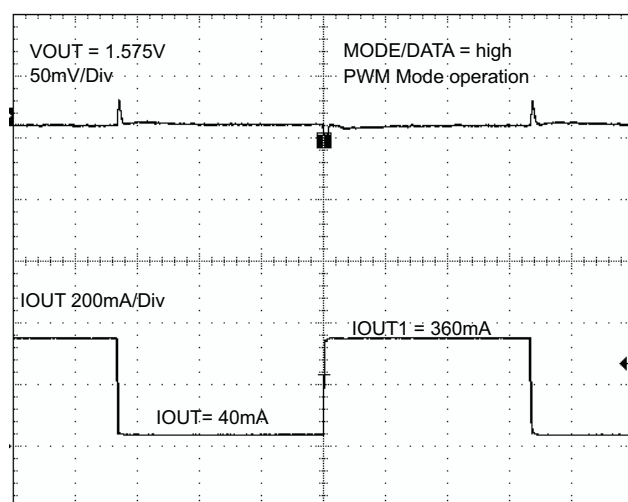 VOUT = 1.575V
50mV/Div
MODE/DATA = high
PWM Mode operation
IOUT 200mA/Div
IOUT1 = 360mA
IOUT= 40mA